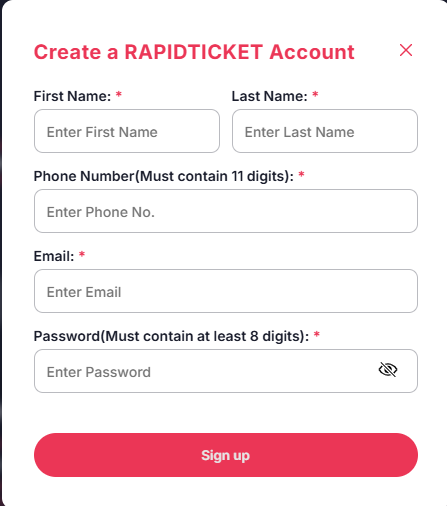 Create a RAPIDTICKET Account
First Name: * Last Name: *
Enter First Name Enter Last Name
Phone Number(Must contain 11 digits): *
Enter Phone No.
Email: *
Enter Email
Password(Must contain at least 8 digits): *
Enter Password
Sign up